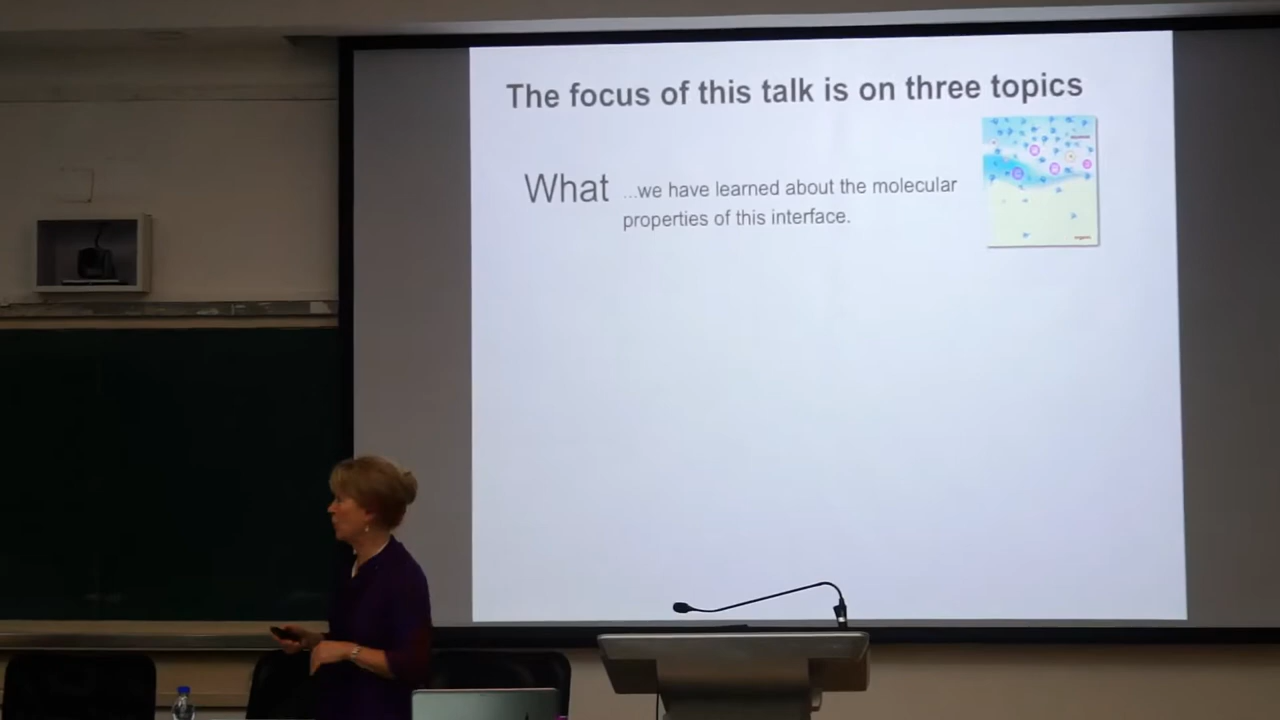 The focus of this talk is on three topics
What ...we have learned about the molecular
properties of this interface.